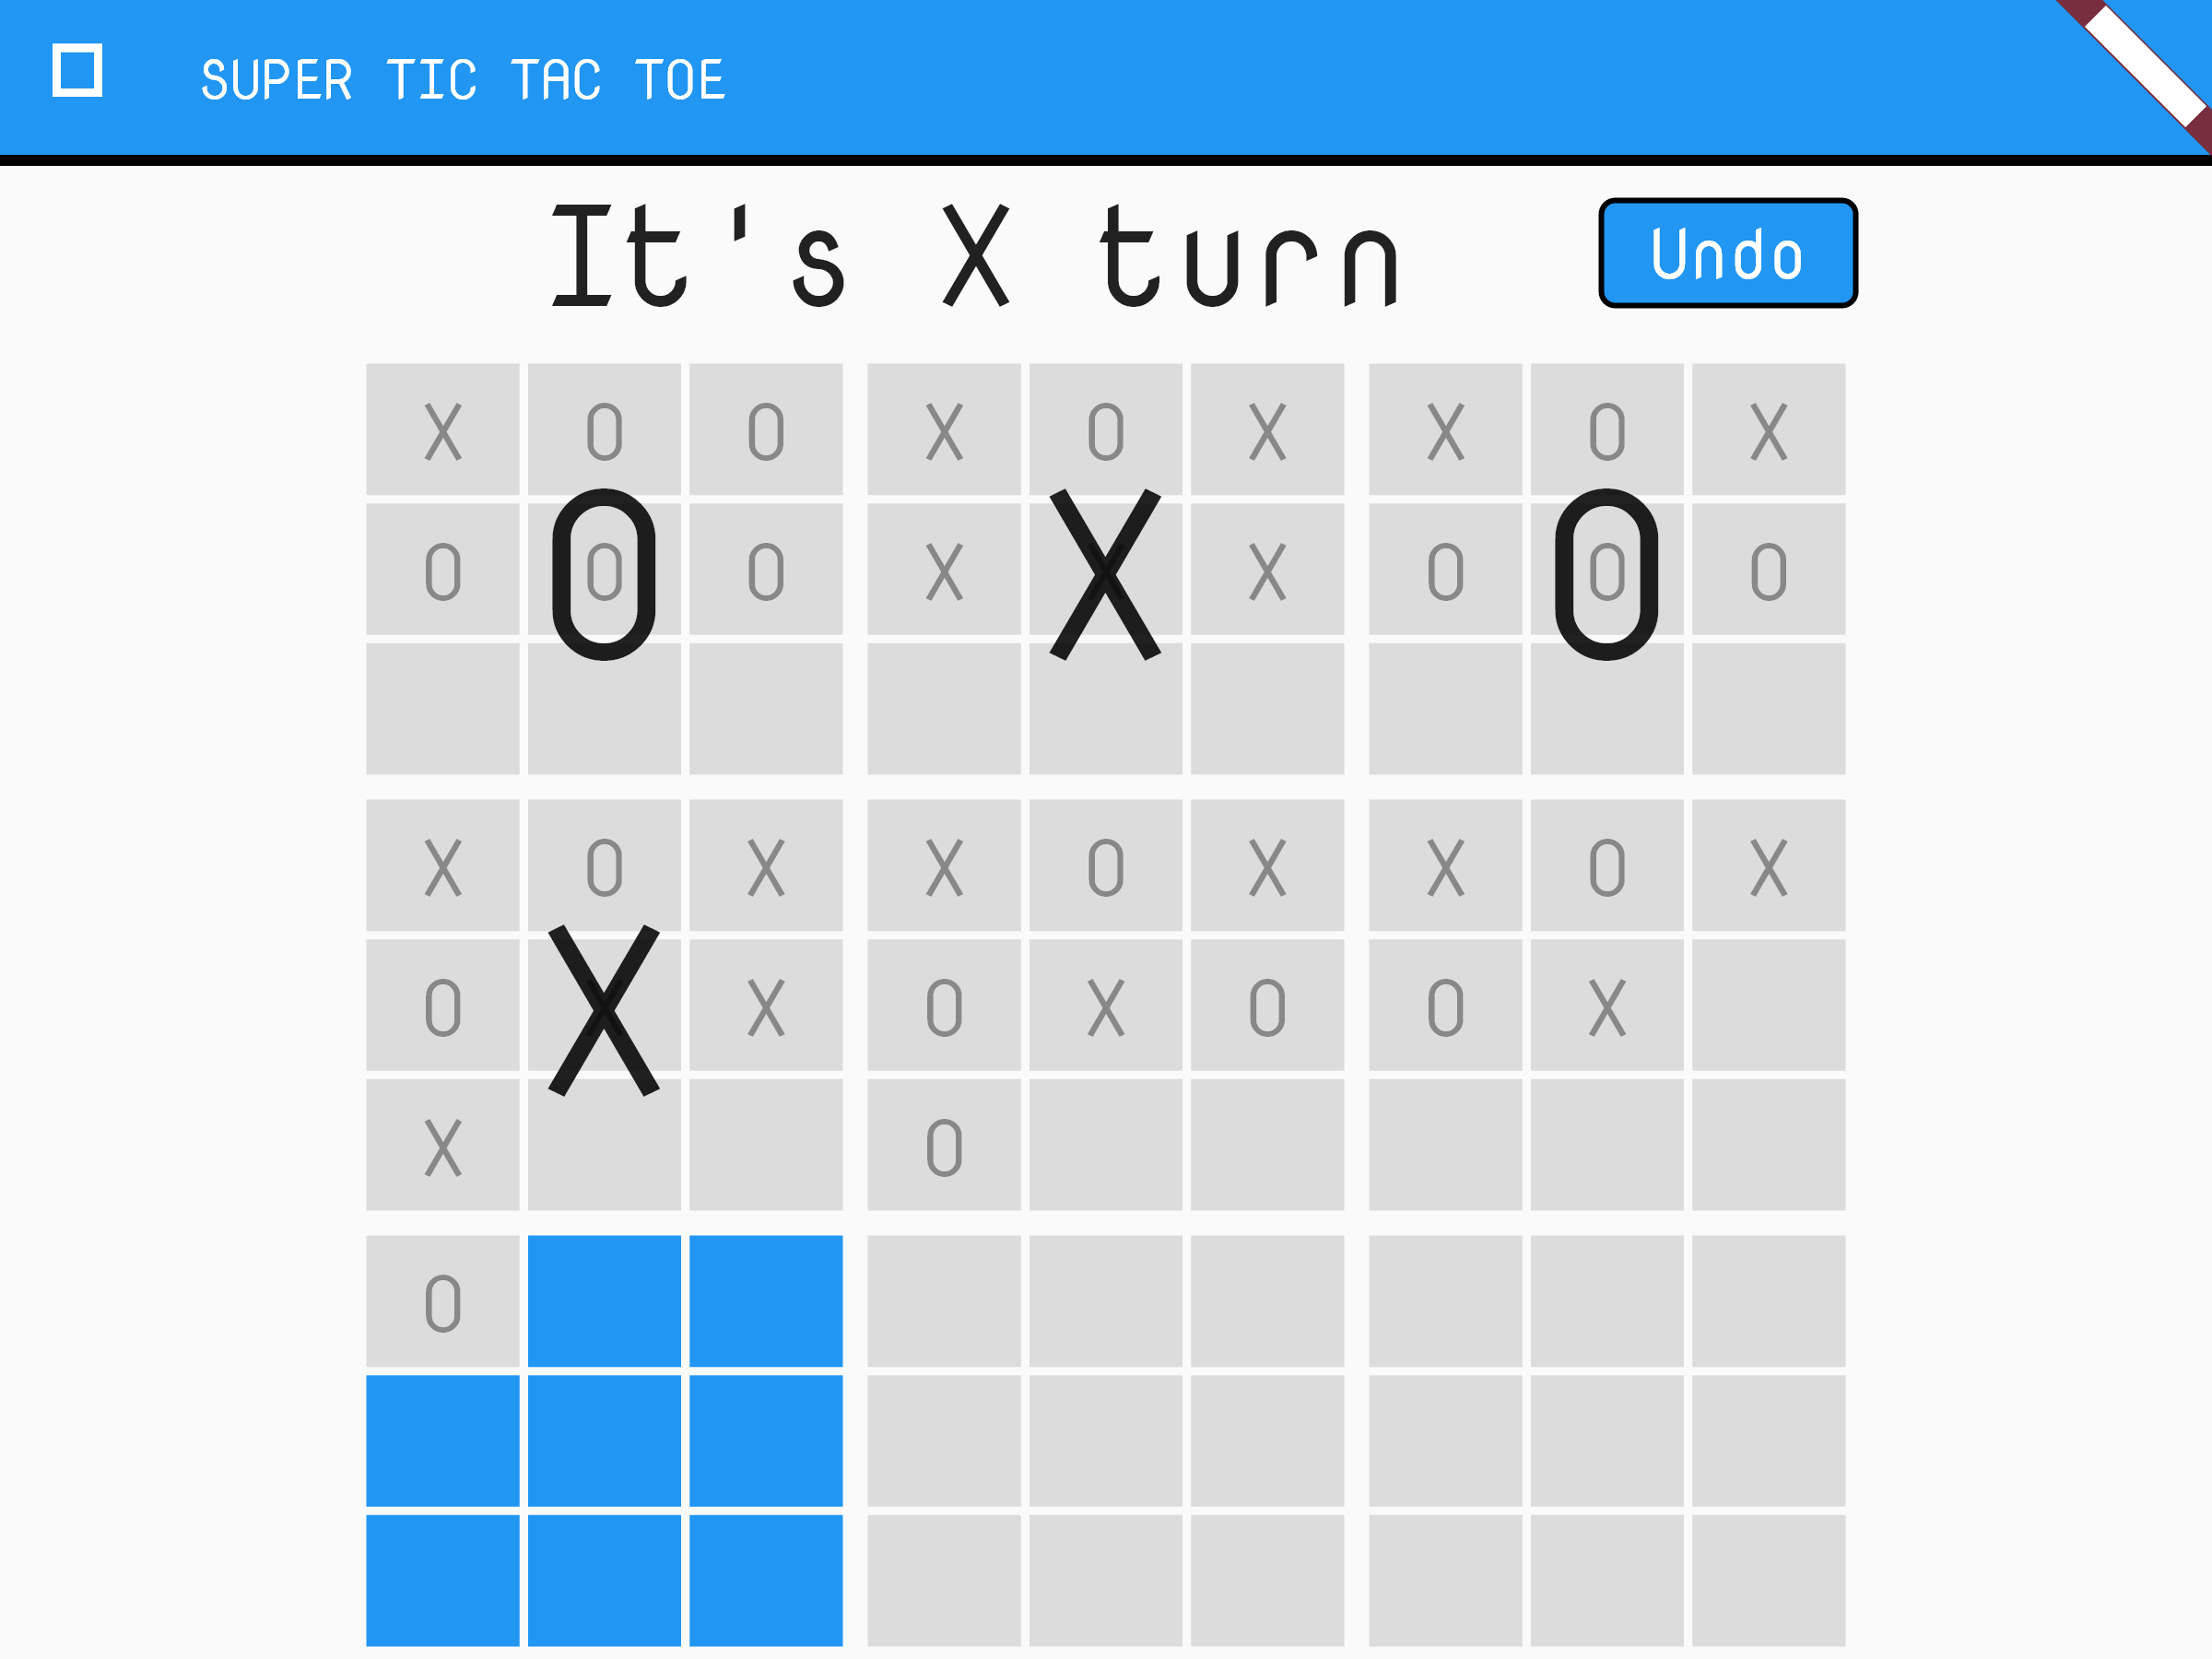 SUPER TIC TAC TOE
It's X turn
Undo
X O O X O X X O X
O O O X X X O O O
X O X X O X X O X
O X X O X O O X
X O
O